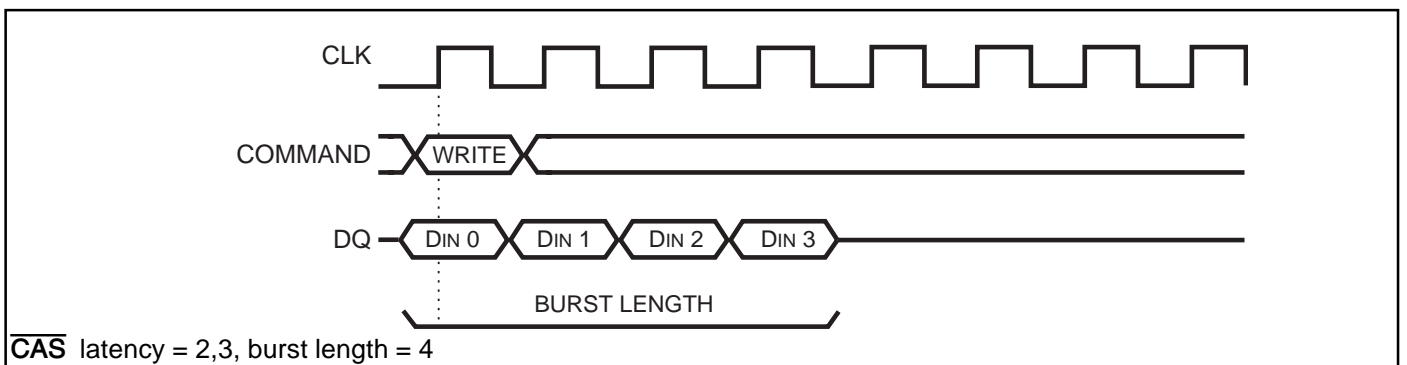 CLK
COMMAND WRITE
DQ DIN 0 DIN 1 DIN 2 DIN 3
BURST LENGTH
CAS latency = 2,3, burst length = 4